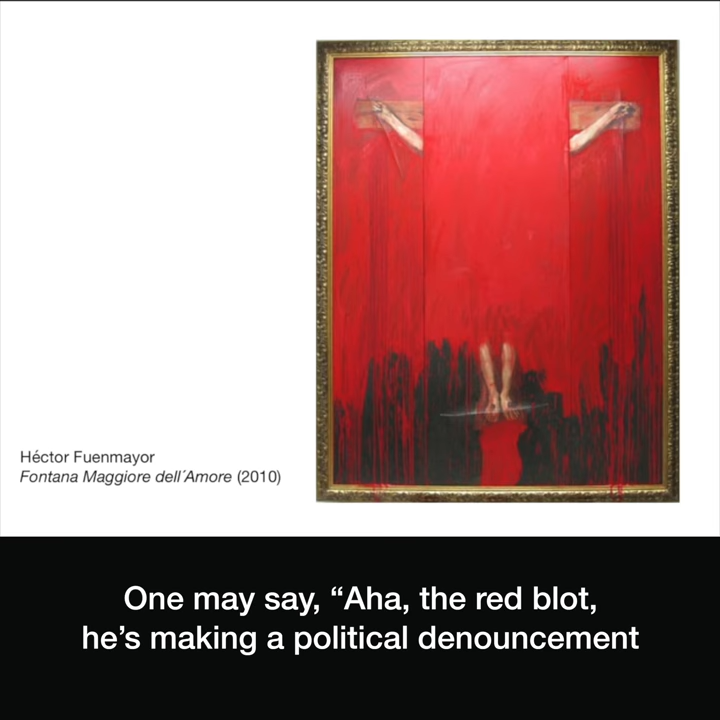 Héctor Fuenmayor
Fontana Maggiore dell´Amore (2010)
One may say, “Aha, the red blot,
he’s making a political denouncement